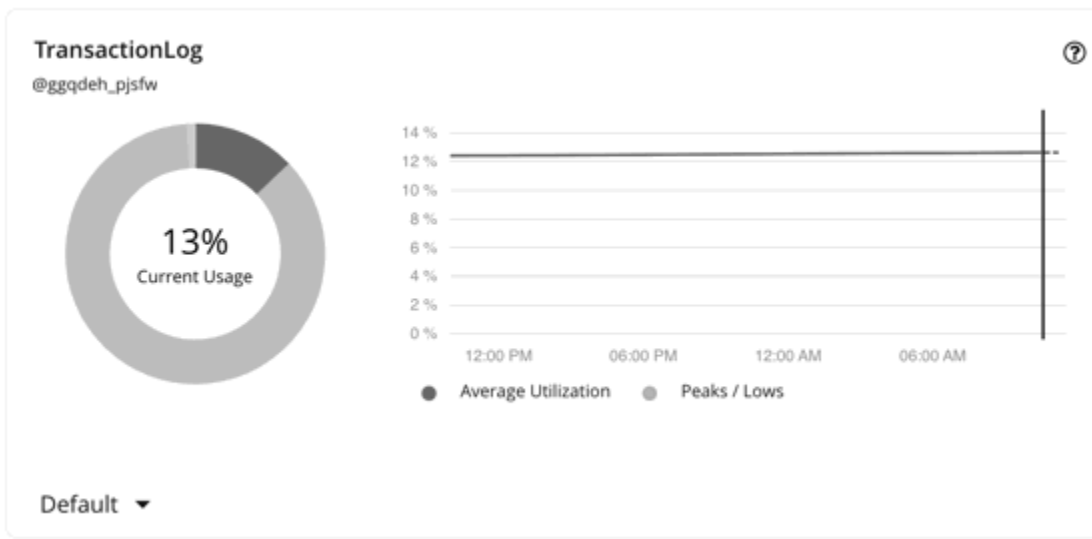 TransactionLog
@ggqdeh_pjsfw
13%
Current Usage
14 %
12 %
10 %
8 %
6 %
4 %
2 %
0 %
12:00 PM 06:00 PM 12:00 AM 06:00 AM
Average Utilization Peaks / Lows
Default